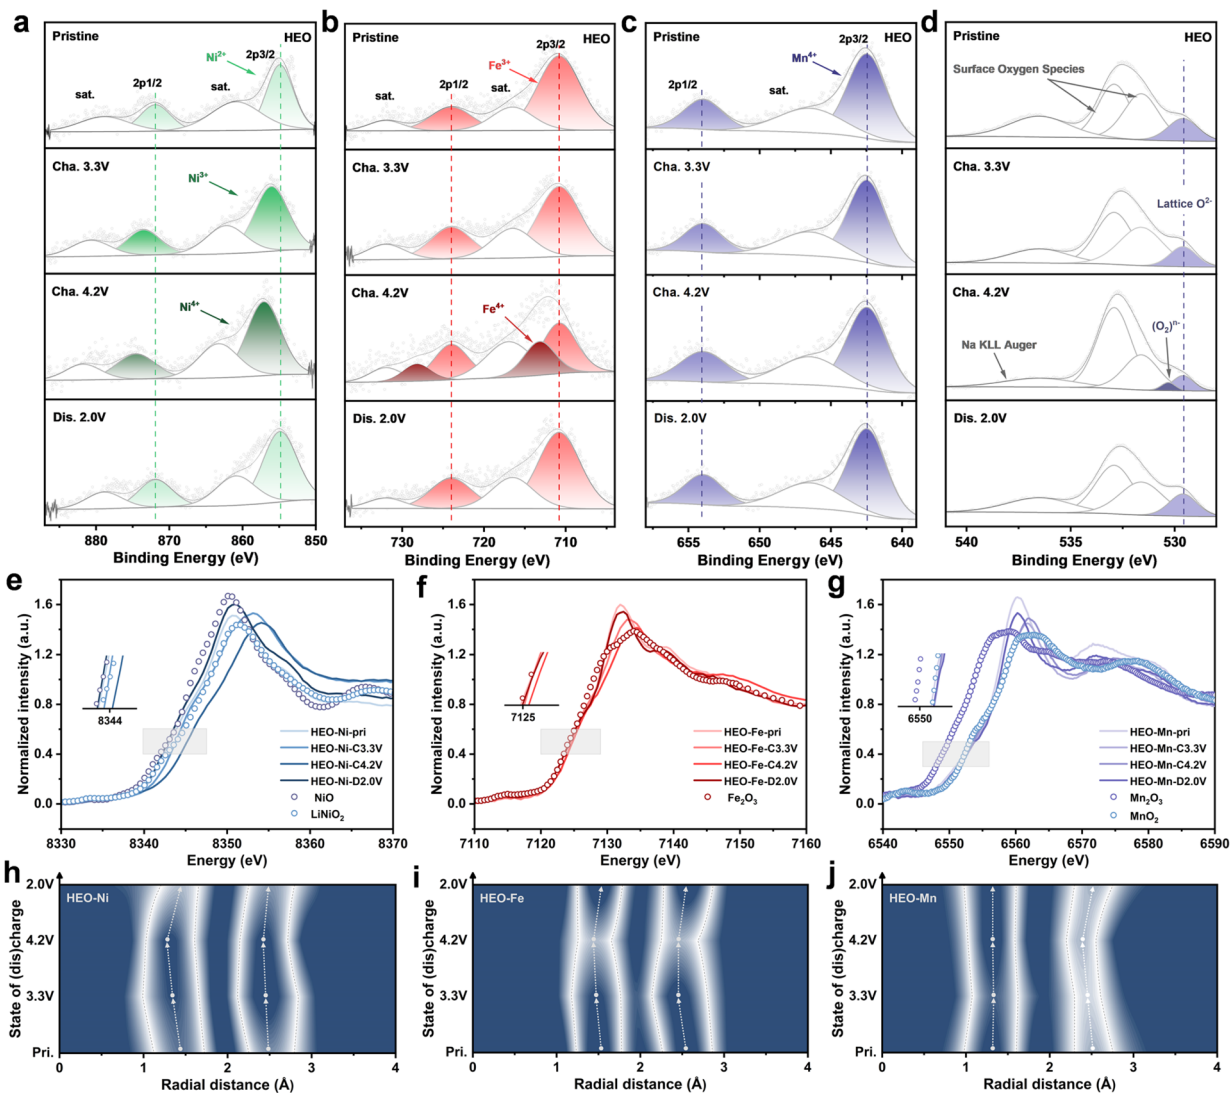 a
Pristine
HEO
Ni²⁺
2p3/2
sat.
2p1/2
sat.
Cha. 3.3V
Ni³⁺
Cha. 4.2V
Ni⁴⁺
Dis. 2.0V
880 870 860 850
Binding Energy (eV)
b
Pristine
2p3/2
HEO
Fe³⁺
sat.
2p1/2
sat.
Cha. 3.3V
Cha. 4.2V
Fe⁴⁺
Dis. 2.0V
730 720 710
Binding Energy (eV)
c
Pristine
2p3/2
HEO
Mn⁴⁺
2p1/2
sat.
Cha. 3.3V
Cha. 4.2V
Dis. 2.0V
655 650 645 640
Binding Energy (eV)
d
Pristine
HEO
Surface Oxygen Species
Cha. 3.3V
Lattice O²⁻
Cha. 4.2V
(O₂)ⁿ⁻
Na KLL Auger
Dis. 2.0V
540 535 530
Binding Energy (eV)
e
Normalized intensity (a.u.)
1.6
1.2
0.8
0.4
0.0
8344
HEO-Ni-pri
HEO-Ni-C3.3V
HEO-Ni-C4.2V
HEO-Ni-D2.0V
NiO
LiNiO₂
8330 8340 8350 8360 8370
Energy (eV)
f
Normalized intensity (a.u.)
1.6
1.2
0.8
0.4
0.0
7125
HEO-Fe-pri
HEO-Fe-C3.3V
HEO-Fe-C4.2V
HEO-Fe-D2.0V
Fe₂O₃
7110 7120 7130 7140 7150 7160
Energy (eV)
g
Normalized intensity (a.u.)
1.6
1.2
0.8
0.4
0.0
6550
HEO-Mn-pri
HEO-Mn-C3.3V
HEO-Mn-C4.2V
HEO-Mn-D2.0V
Mn₂O₃
MnO₂
6540 6550 6560 6570 6580 6590
Energy (eV)
h
State of (dis)charge
2.0V
HEO-Ni
4.2V
3.3V
Pri.
0 1 2 3 4
Radial distance (Å)
i
State of (dis)charge
2.0V
HEO-Fe
4.2V
3.3V
Pri.
0 1 2 3 4
Radial distance (Å)
j
State of (dis)charge
2.0V
HEO-Mn
4.2V
3.3V
Pri.
0 1 2 3 4
Radial distance (Å)